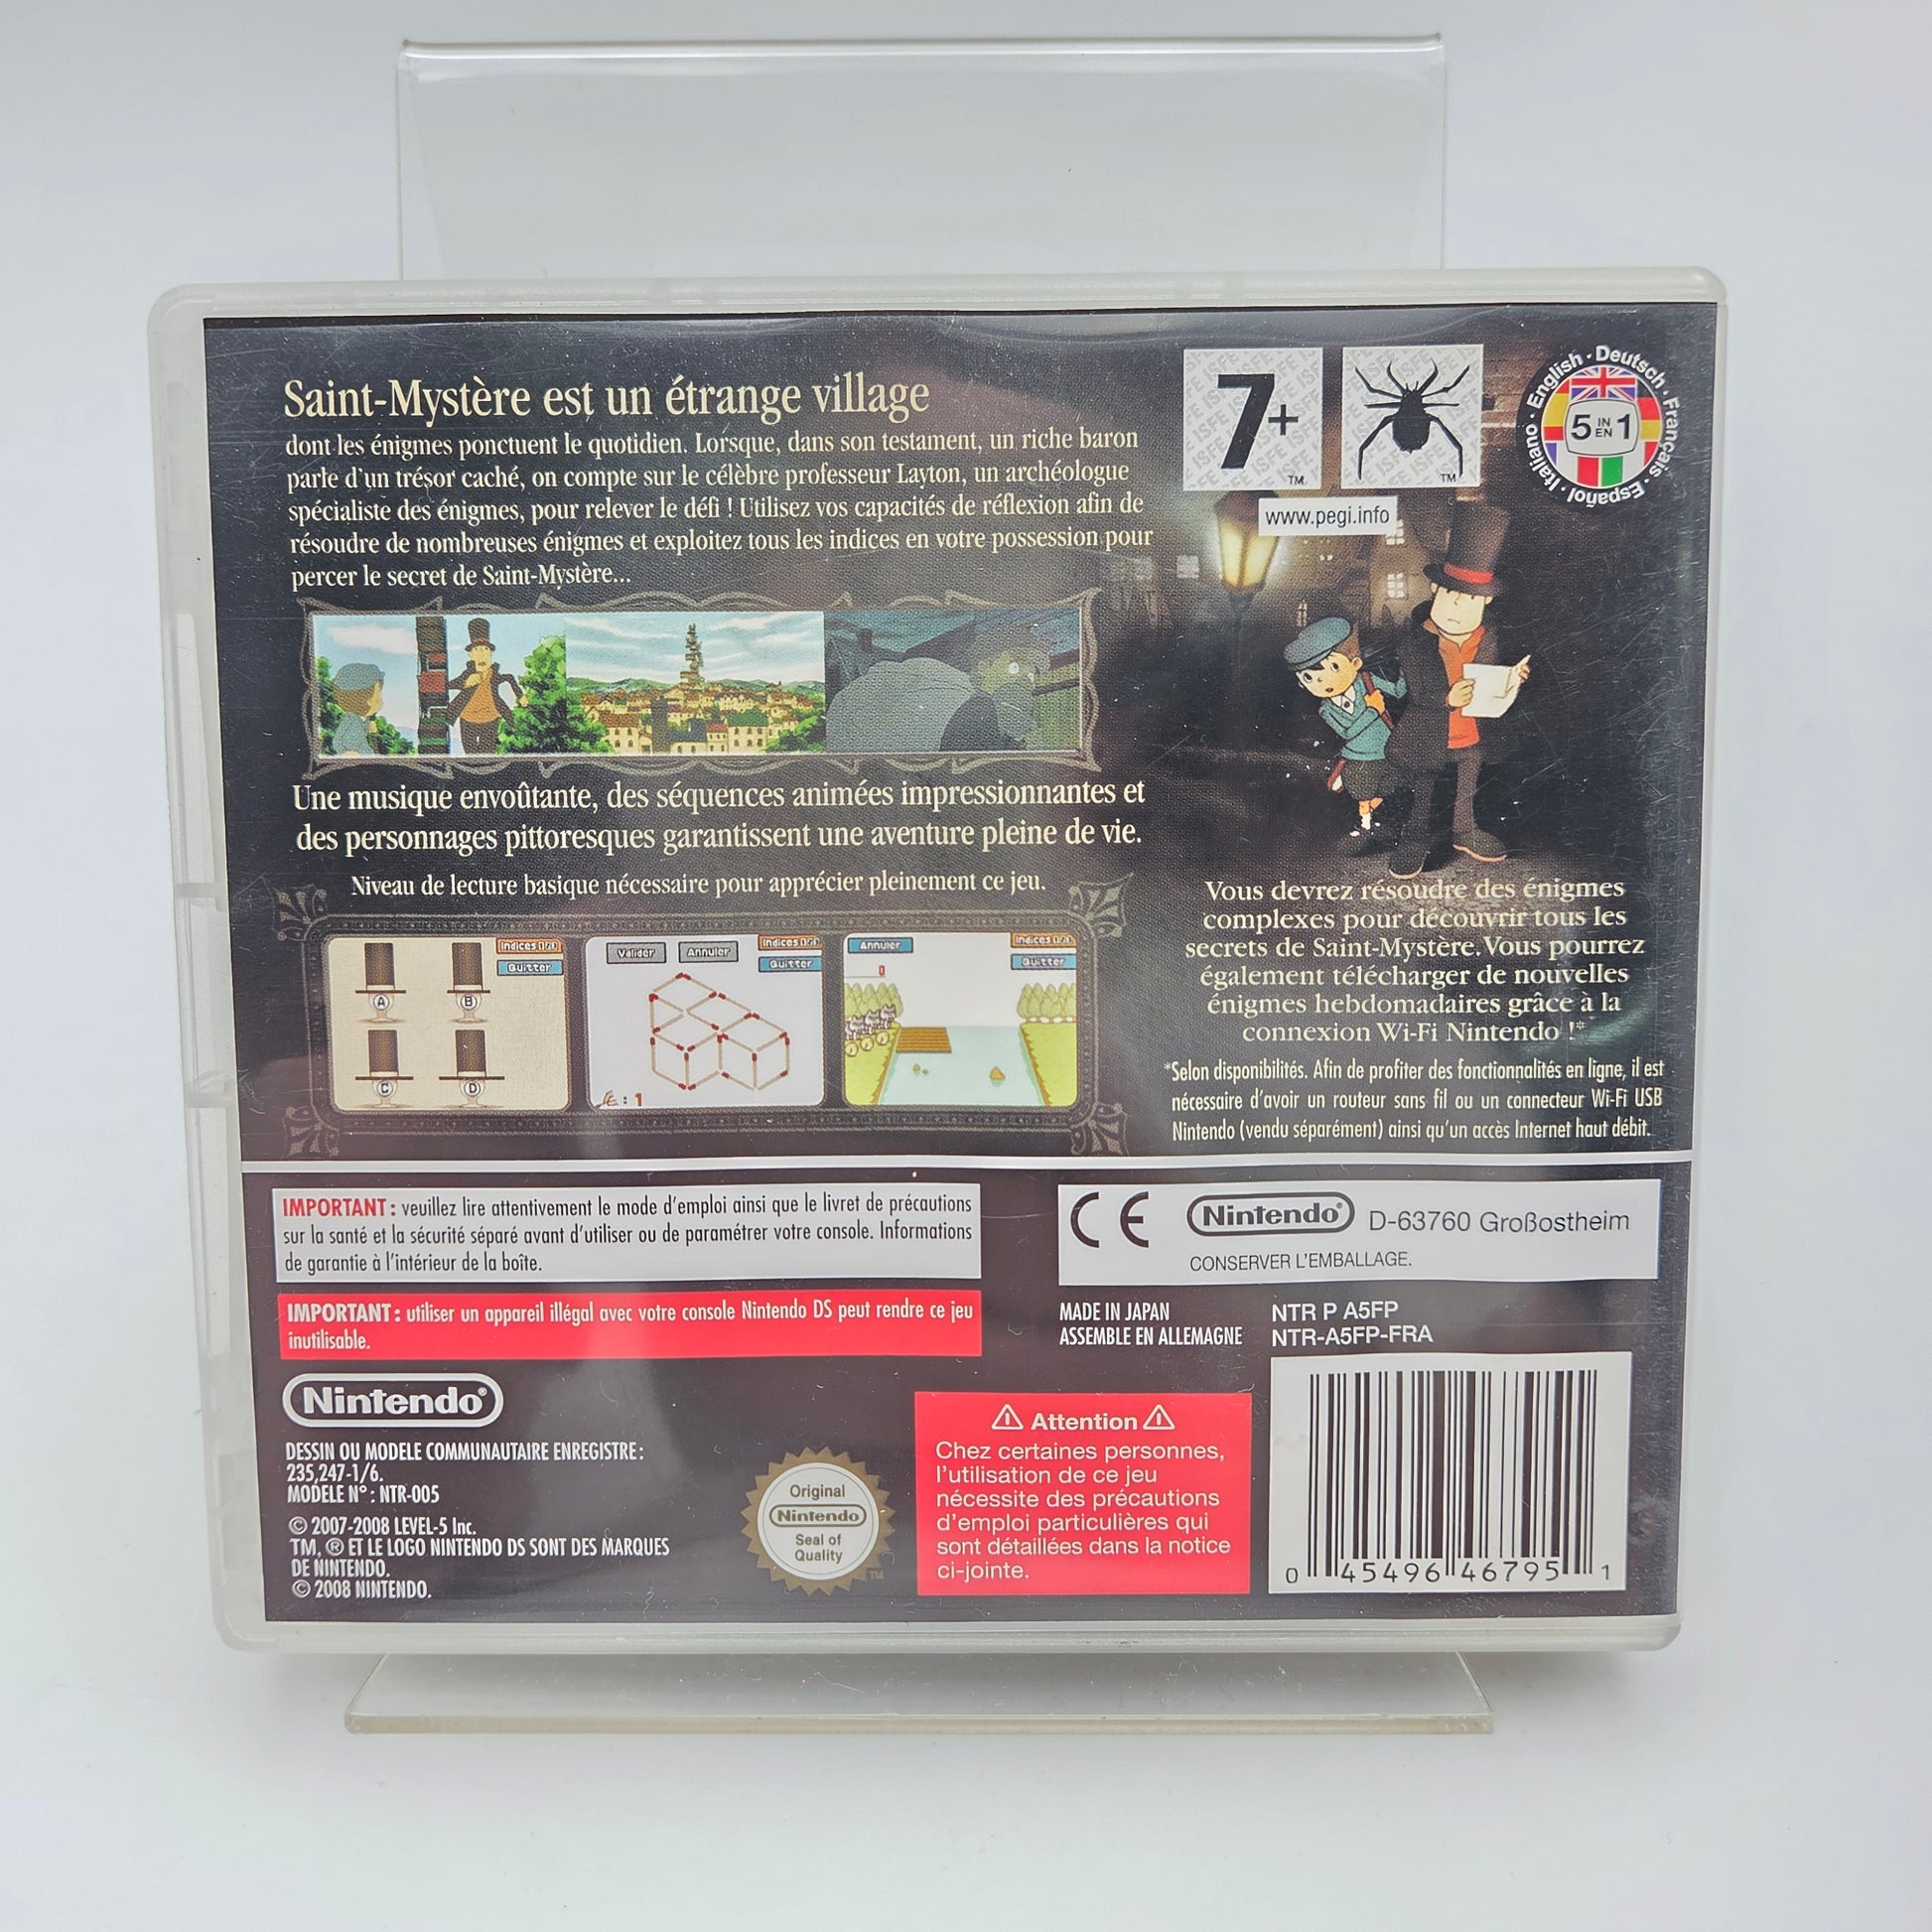 Saint-Mystère est un étrange village
dont les énigmes ponctuent le quotidien. Lorsque, dans son testament, un riche baron
parle d'un trésor caché, on compte sur le célèbre professeur Layton, un archéologue
spécialiste des énigmes, pour relever le défi ! Utilisez vos capacités de réflexion afin de
résoudre de nombreuses énigmes et exploitez tous les indices en votre possession pour
percer le secret de Saint-Mystère...
7+
TM
TM
www.pegi.info
English · Deutsch · Français · Español · Italiano ·
5 IN EN 1
Une musique envoûtante, des séquences animées impressionnantes et
des personnages pittoresques garantissent une aventure pleine de vie.
Niveau de lecture basique nécessaire pour apprécier pleinement ce jeu.
Indices
Quitter
A
B
C
D
Valider
Annuler
Indices
Quitter
: 1
Annuler
Indices
Quitter
0
Vous devrez résoudre des énigmes
complexes pour découvrir tous les
secrets de Saint-Mystère. Vous pourrez
également télécharger de nouvelles
énigmes hebdomadaires grâce à la
connexion Wi-Fi Nintendo !*
*Selon disponibilités. Afin de profiter des fonctionnalités en ligne, il est
nécessaire d'avoir un routeur sans fil ou un connecteur Wi-Fi USB
Nintendo (vendu séparément) ainsi qu'un accès Internet haut débit.
IMPORTANT : veuillez lire attentivement le mode d'emploi ainsi que le livret de précautions
sur la santé et la sécurité séparé avant d'utiliser ou de paramétrer votre console. Informations
de garantie à l'intérieur de la boîte.
IMPORTANT : utiliser un appareil illégal avec votre console Nintendo DS peut rendre ce jeu
inutilisable.
CE Nintendo® D-63760 Großostheim
CONSERVER L'EMBALLAGE.
MADE IN JAPAN
ASSEMBLE EN ALLEMAGNE
NTR P A5FP
NTR-A5FP-FRA
Nintendo®
DESSIN OU MODELE COMMUNAUTAIRE ENREGISTRE :
235,247-1/6.
MODELE N° : NTR-005
© 2007-2008 LEVEL-5 Inc.
TM, ® ET LE LOGO NINTENDO DS SONT DES MARQUES
DE NINTENDO.
© 2008 NINTENDO.
Original
Nintendo
Seal of
Quality
TM
⚠ Attention ⚠
Chez certaines personnes,
l'utilisation de ce jeu
nécessite des précautions
d'emploi particulières qui
sont détaillées dans la notice
ci-jointe.
0 45496 46795 1